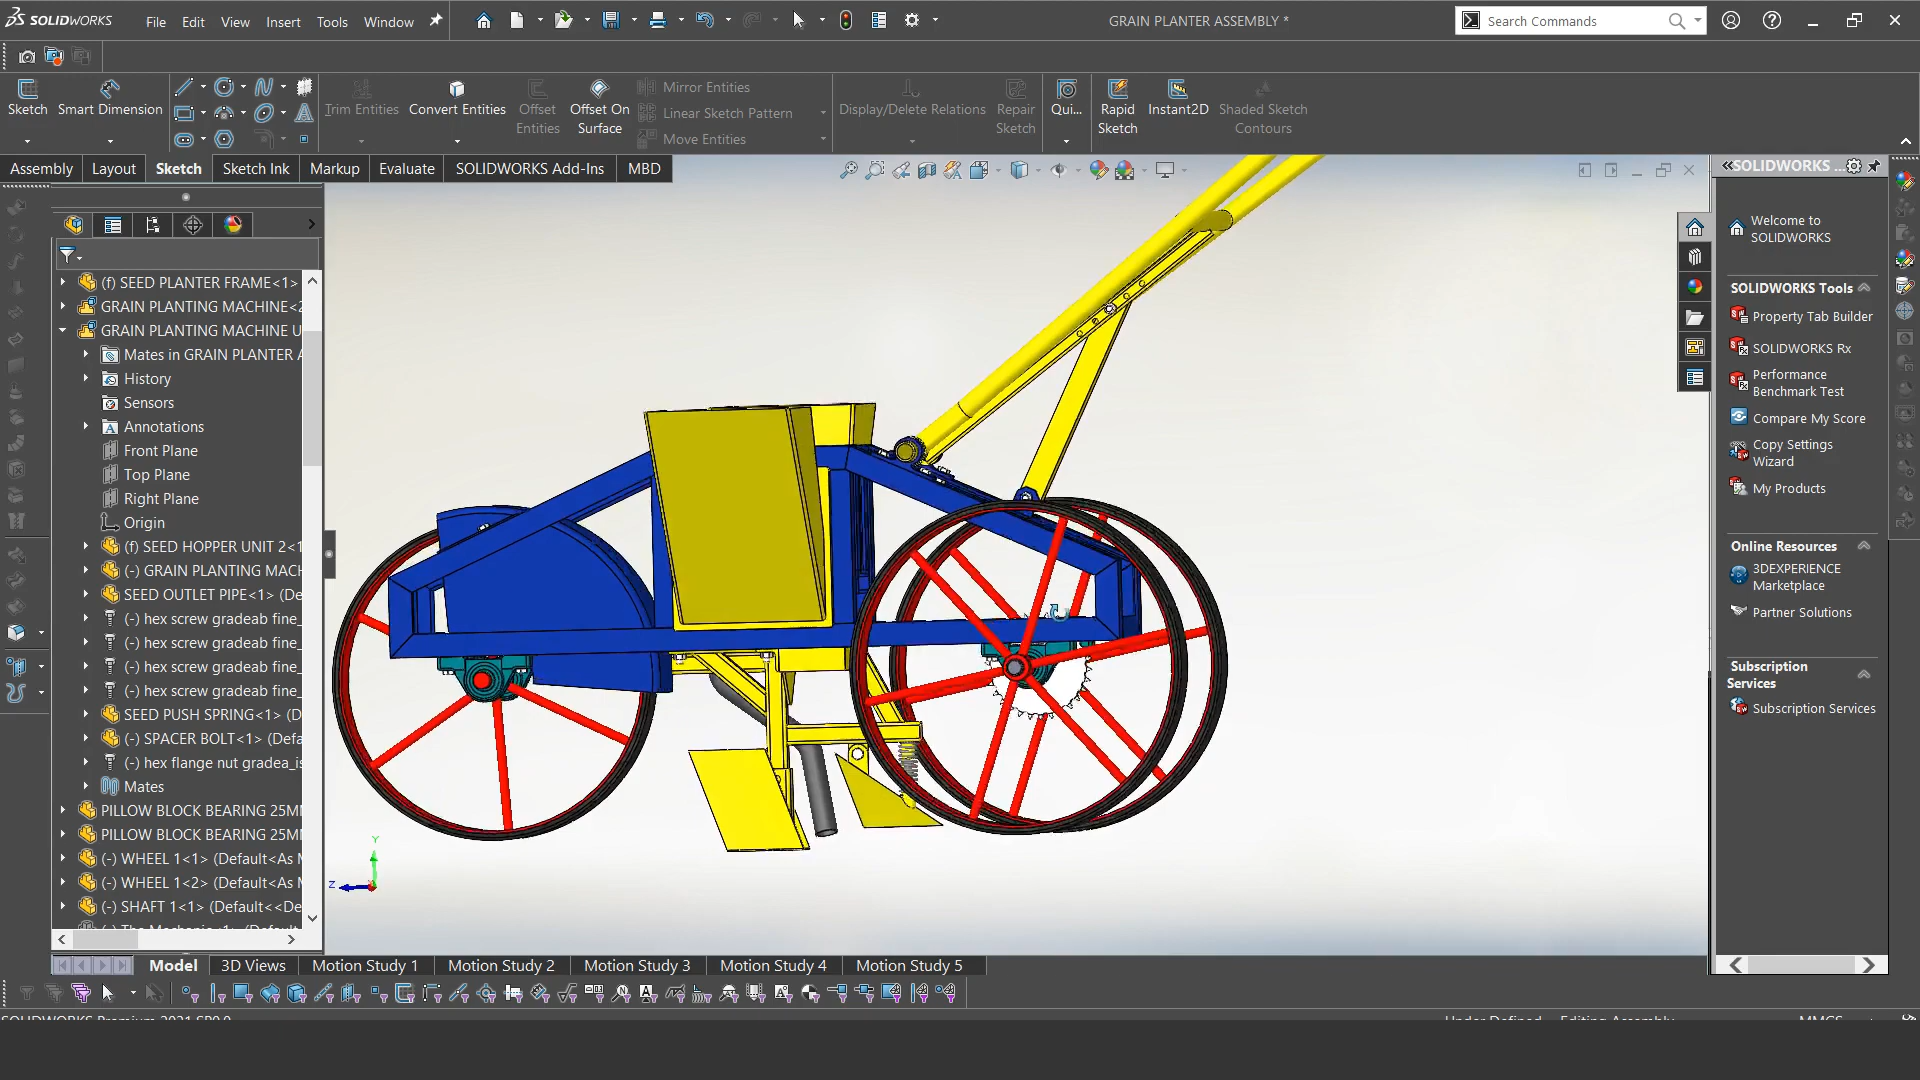 SOLIDWORKS File Edit View Insert Tools Window GRAIN PLANTER ASSEMBLY * Search Commands
Sketch Smart Dimension Trim Entities Convert Entities Offset Entities Offset On Surface Mirror Entities Linear Sketch Pattern Move Entities Display/Delete Relations Repair Sketch Qui... Rapid Sketch Instant2D Shaded Sketch Contours
Assembly Layout Sketch Sketch Ink Markup Evaluate SOLIDWORKS Add-Ins MBD
(f) SEED PLANTER FRAME<1>
GRAIN PLANTING MACHINE<2
GRAIN PLANTING MACHINE U
Mates in GRAIN PLANTER A
History
Sensors
Annotations
Front Plane
Top Plane
Right Plane
Origin
(f) SEED HOPPER UNIT 2<1
(-) GRAIN PLANTING MACH
SEED OUTLET PIPE<1> (De
(-) hex screw gradeab fine_
(-) hex screw gradeab fine_
(-) hex screw gradeab fine_
(-) hex screw gradeab fine_
SEED PUSH SPRING<1> (D
(-) SPACER BOLT<1> (Defa
(-) hex flange nut gradea_is
Mates
PILLOW BLOCK BEARING 25MM
PILLOW BLOCK BEARING 25MM
(-) WHEEL 1<1> (Default<As M
(-) WHEEL 1<2> (Default<As M
(-) SHAFT 1<1> (Default<<De
Y
Z
SOLIDWORKS ...
Welcome to
SOLIDWORKS
SOLIDWORKS Tools
Property Tab Builder
SOLIDWORKS Rx
Performance
Benchmark Test
Compare My Score
Copy Settings
Wizard
My Products
Online Resources
3DEXPERIENCE
Marketplace
Partner Solutions
Subscription
Services
Subscription Services
Model 3D Views Motion Study 1 Motion Study 2 Motion Study 3 Motion Study 4 Motion Study 5